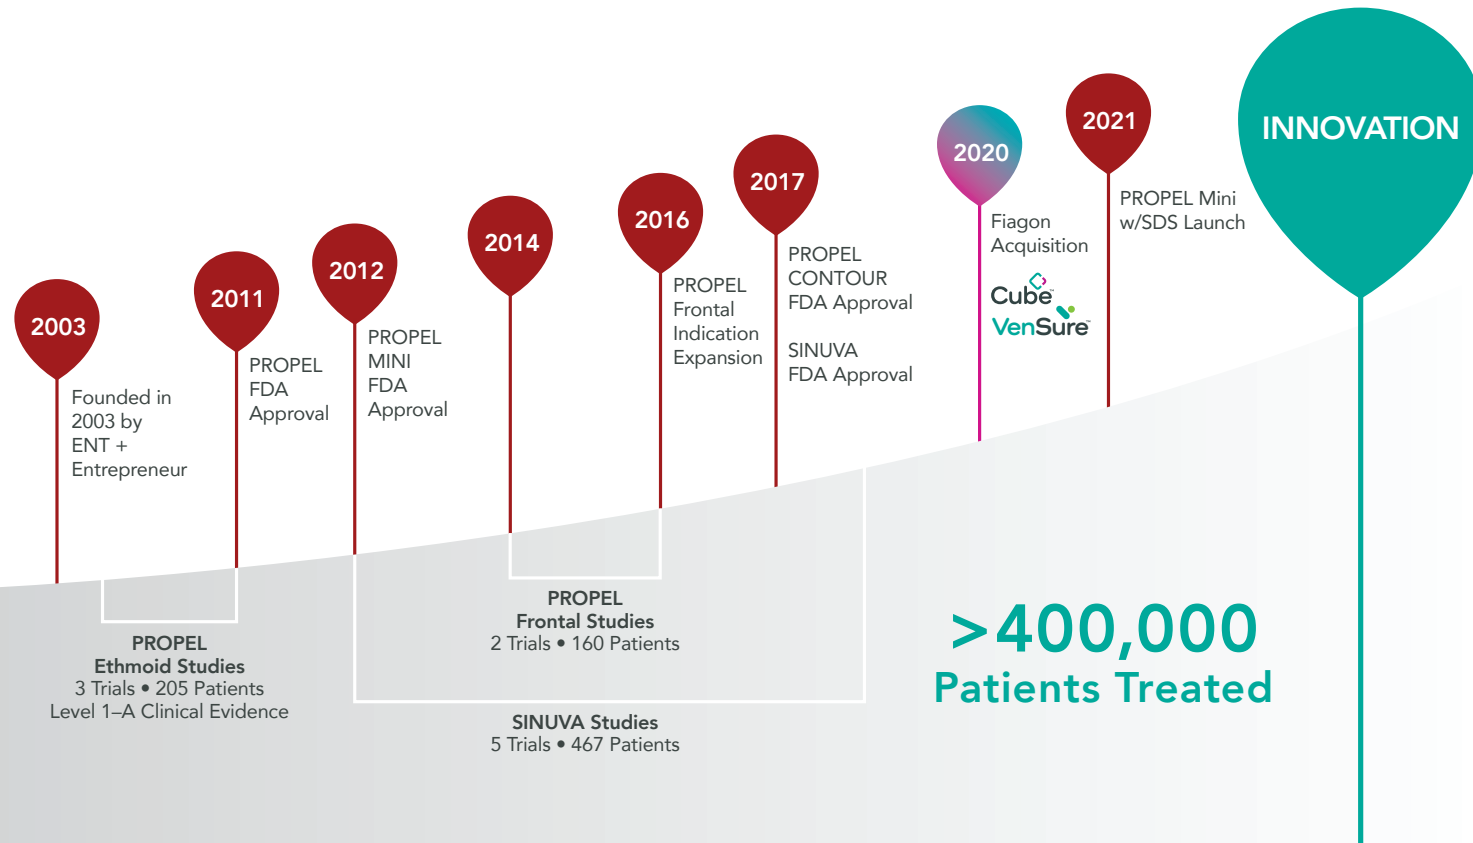 2003
Founded in
2003 by
ENT +
Entrepreneur
2011
PROPEL
FDA
Approval
2012
PROPEL
MINI
FDA
Approval
2014
2016
PROPEL
Frontal
Indication
Expansion
2017
PROPEL
CONTOUR
FDA Approval
SINUVA
FDA Approval
2020
Fiagon
Acquisition
Cube™
VenSure™
2021
PROPEL Mini
w/SDS Launch
INNOVATION
PROPEL
Ethmoid Studies
3 Trials • 205 Patients
Level 1–A Clinical Evidence
PROPEL
Frontal Studies
2 Trials • 160 Patients
SINUVA Studies
5 Trials • 467 Patients
>400,000
Patients Treated